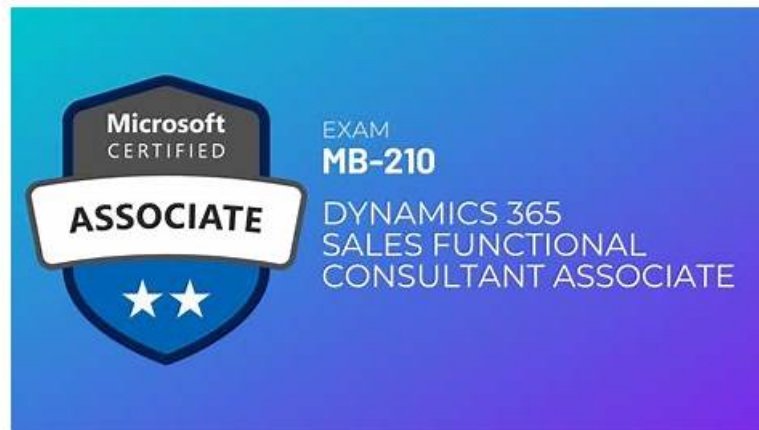 Microsoft
CERTIFIED
ASSOCIATE
EXAM
MB-210
DYNAMICS 365
SALES FUNCTIONAL
CONSULTANT ASSOCIATE